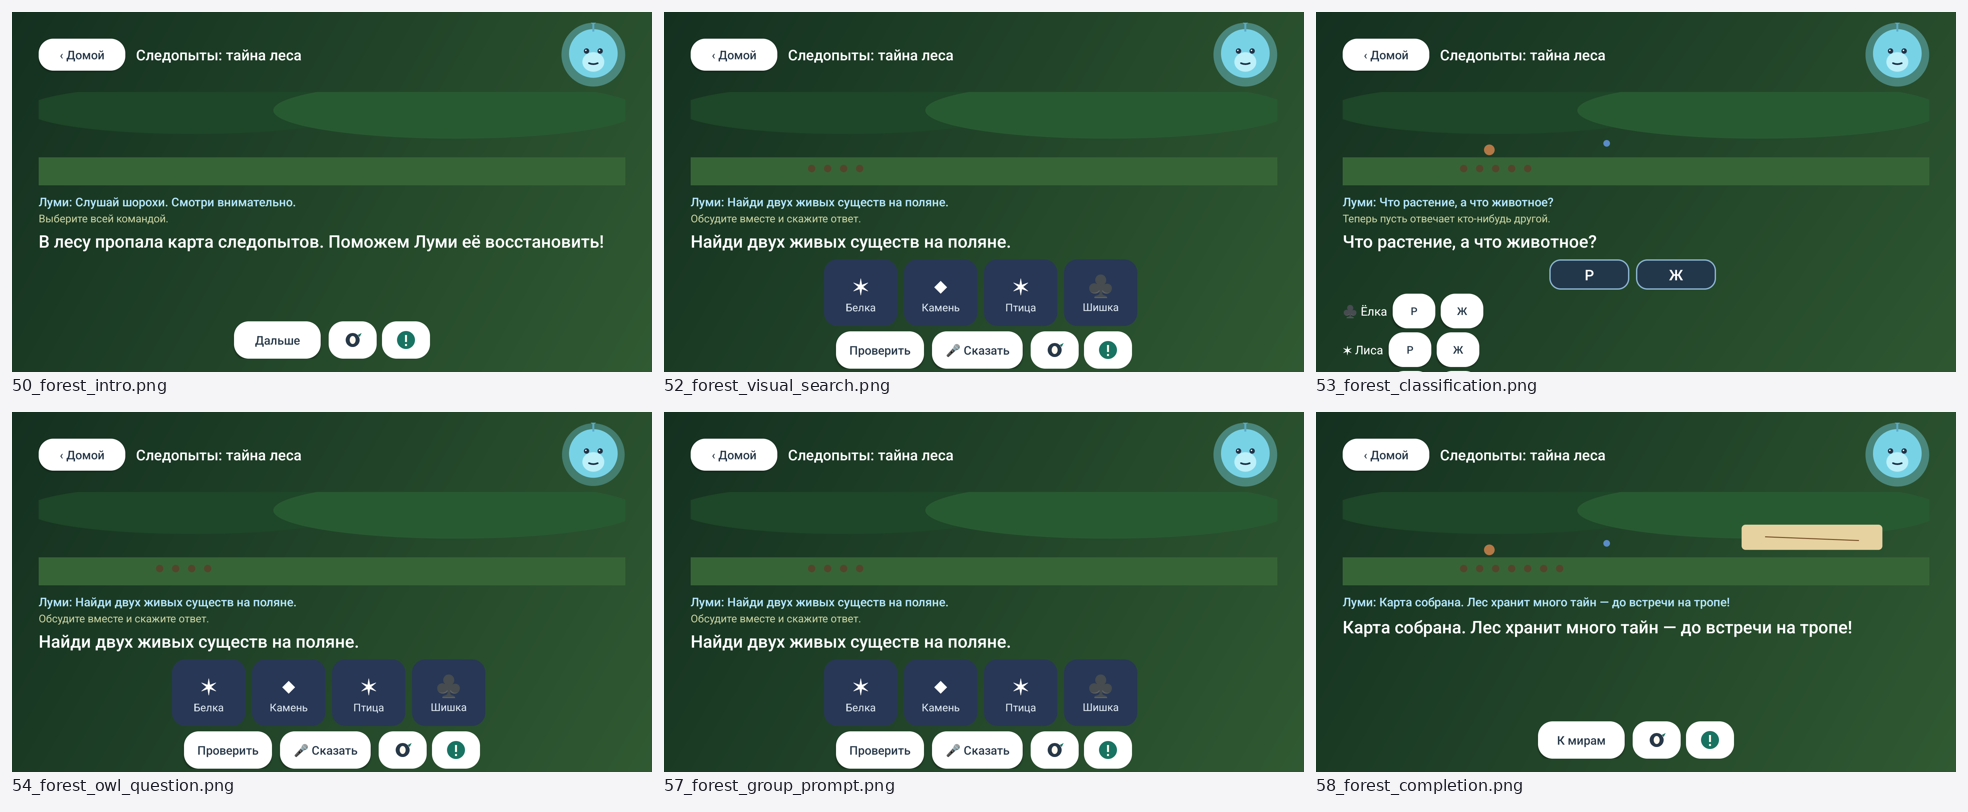 ‹ Домой Следопыты: тайна леса
Луми: Слушай шорохи. Смотри внимательно.
Выберите всей командой.
В лесу пропала карта следопытов. Поможем Луми её восстановить!
Дальше
50_forest_intro.png
‹ Домой Следопыты: тайна леса
Луми: Найди двух живых существ на поляне.
Обсудите вместе и скажите ответ.
Найди двух живых существ на поляне.
Белка Камень Птица Шишка
Проверить Сказать
52_forest_visual_search.png
‹ Домой Следопыты: тайна леса
Луми: Что растение, а что животное?
Теперь пусть отвечает кто-нибудь другой.
Что растение, а что животное?
Р Ж
Ёлка Р Ж
Лиса Р Ж
53_forest_classification.png
‹ Домой Следопыты: тайна леса
Луми: Найди двух живых существ на поляне.
Обсудите вместе и скажите ответ.
Найди двух живых существ на поляне.
Белка Камень Птица Шишка
Проверить Сказать
54_forest_owl_question.png
‹ Домой Следопыты: тайна леса
Луми: Найди двух живых существ на поляне.
Обсудите вместе и скажите ответ.
Найди двух живых существ на поляне.
Белка Камень Птица Шишка
Проверить Сказать
57_forest_group_prompt.png
‹ Домой Следопыты: тайна леса
Луми: Карта собрана. Лес хранит много тайн — до встречи на тропе!
Карта собрана. Лес хранит много тайн — до встречи на тропе!
К мирам
58_forest_completion.png